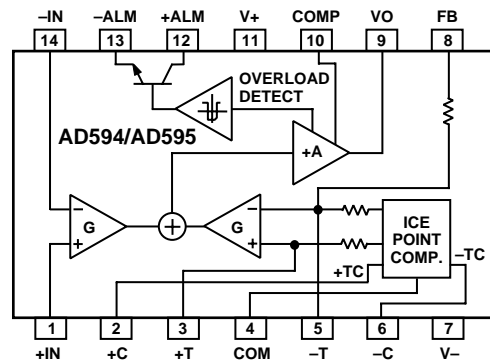 –IN –ALM +ALM V+ COMP VO FB
14 13 12 11 10 9 8
OVERLOAD
DETECT
AD594/AD595
+A
– –
G G
+ + +
ICE
POINT
COMP.
+TC
–TC
1 2 3 4 5 6 7
+IN +C +T COM –T –C V–